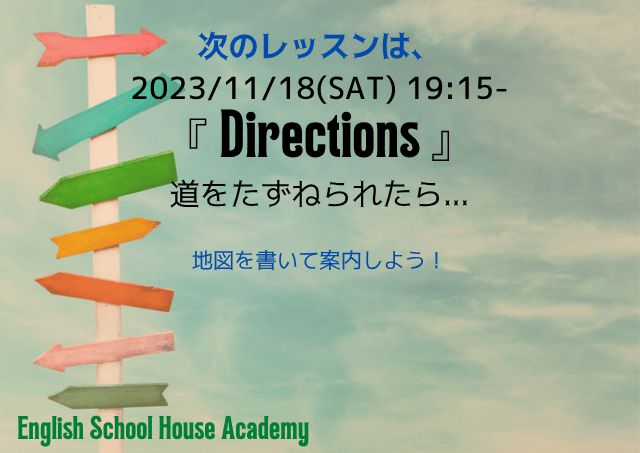 次のレッスンは、
2023/11/18(SAT) 19:15-
『 Directions 』
道をたずねられたら...
地図を書いて案内しよう！
English School House Academy